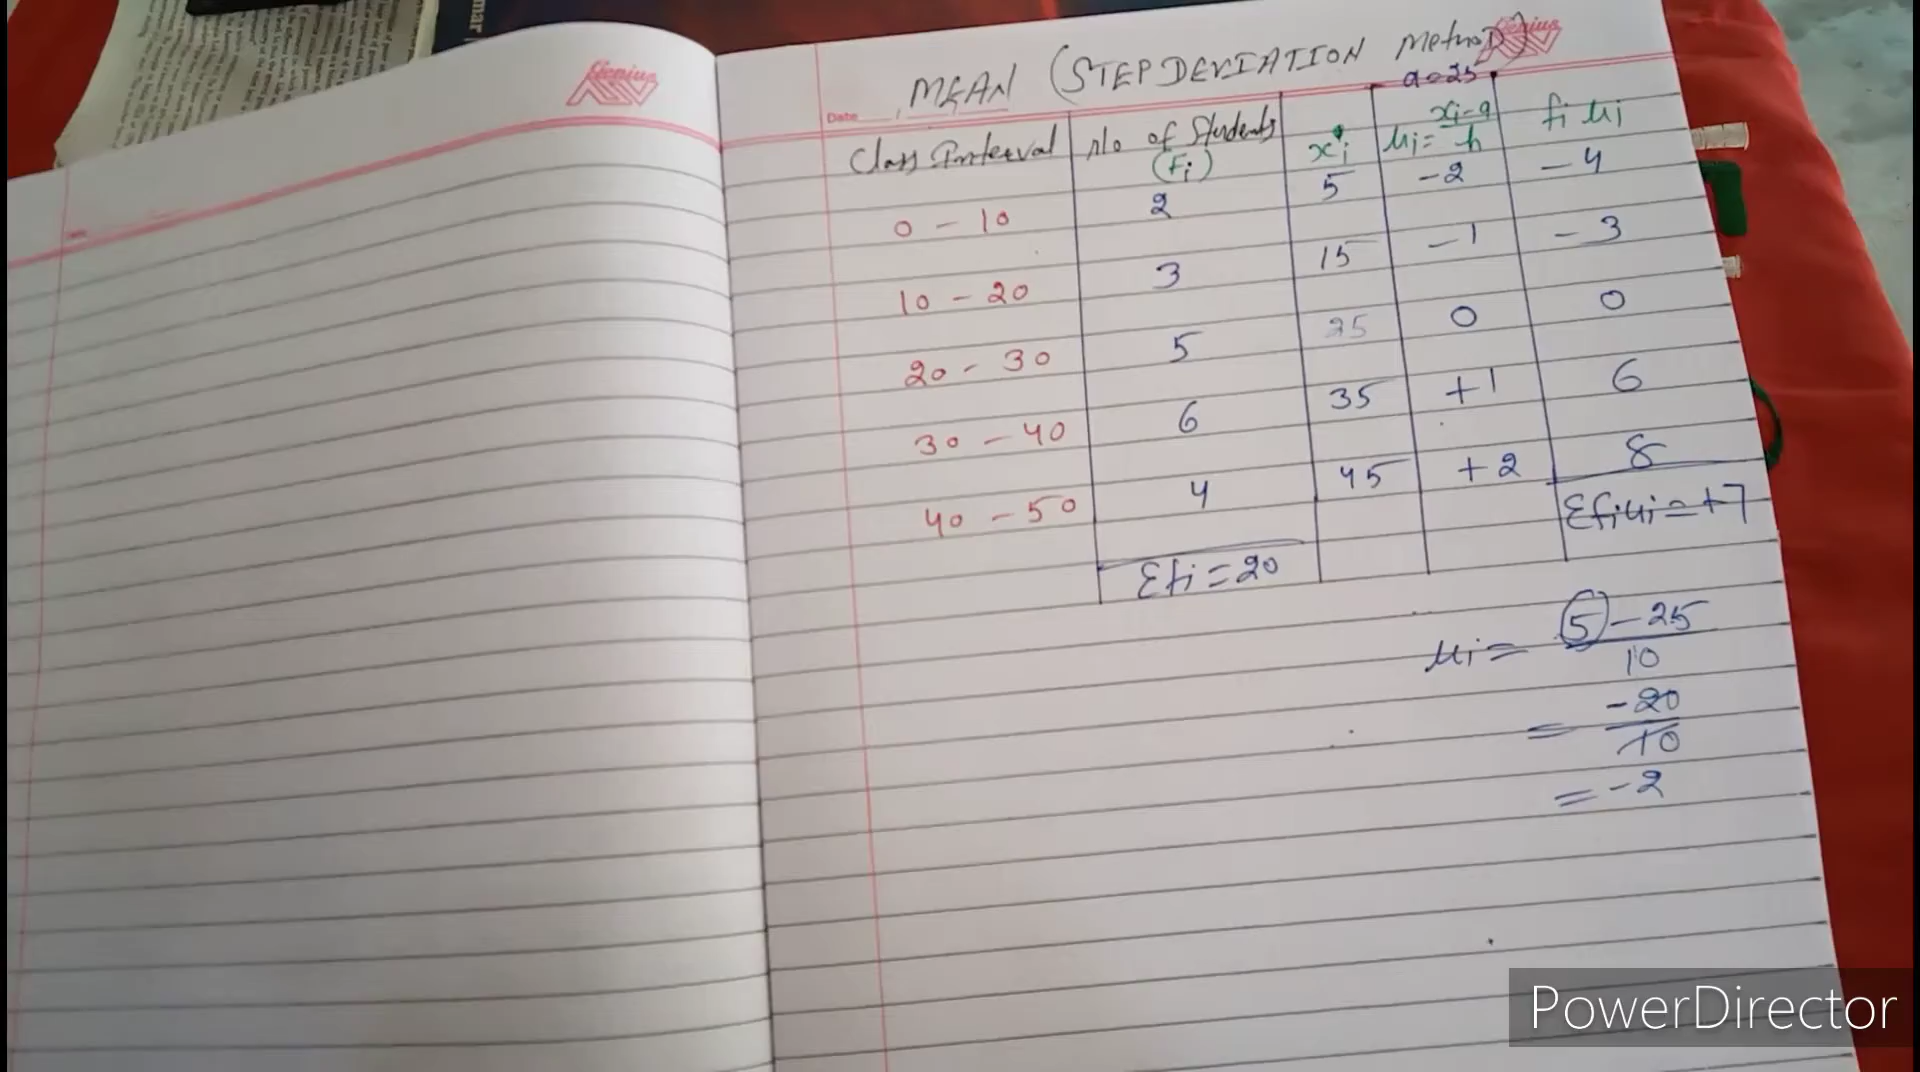 MEAN (STEP DEVIATION Method)
a = 25
Class Interval | No of Students (Fi) | xi | ui = xi-a / h | fi ui
0 - 10 | 2 | 5 | -2 | -4
10 - 20 | 3 | 15 | -1 | -3
20 - 30 | 5 | 25 | 0 | 0
30 - 40 | 6 | 35 | +1 | 6
40 - 50 | 4 | 45 | +2 | 8
Σfi = 20
Σfiui = +7
ui = 5 - 25
10
= -20
10
= -2
Date
Genius
Genius
mar
PowerDirector